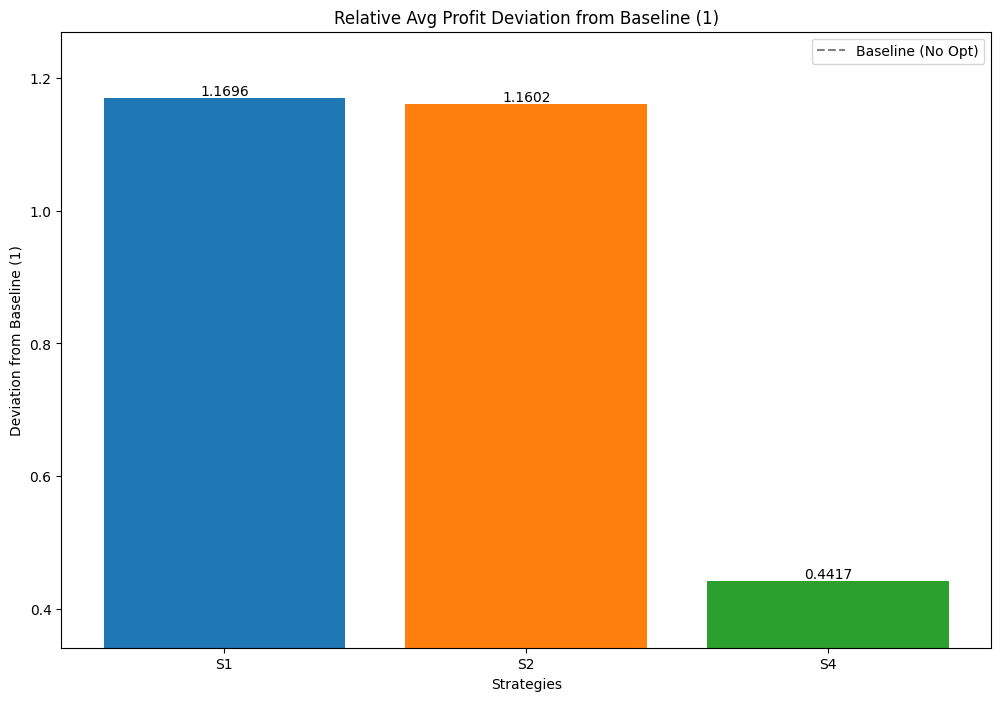 Relative Avg Profit Deviation from Baseline (1)
Baseline (No Opt)
1.2
1.0
0.8
0.6
0.4
Deviation from Baseline (1)
1.1696
1.1602
0.4417
S1
S2
S4
Strategies